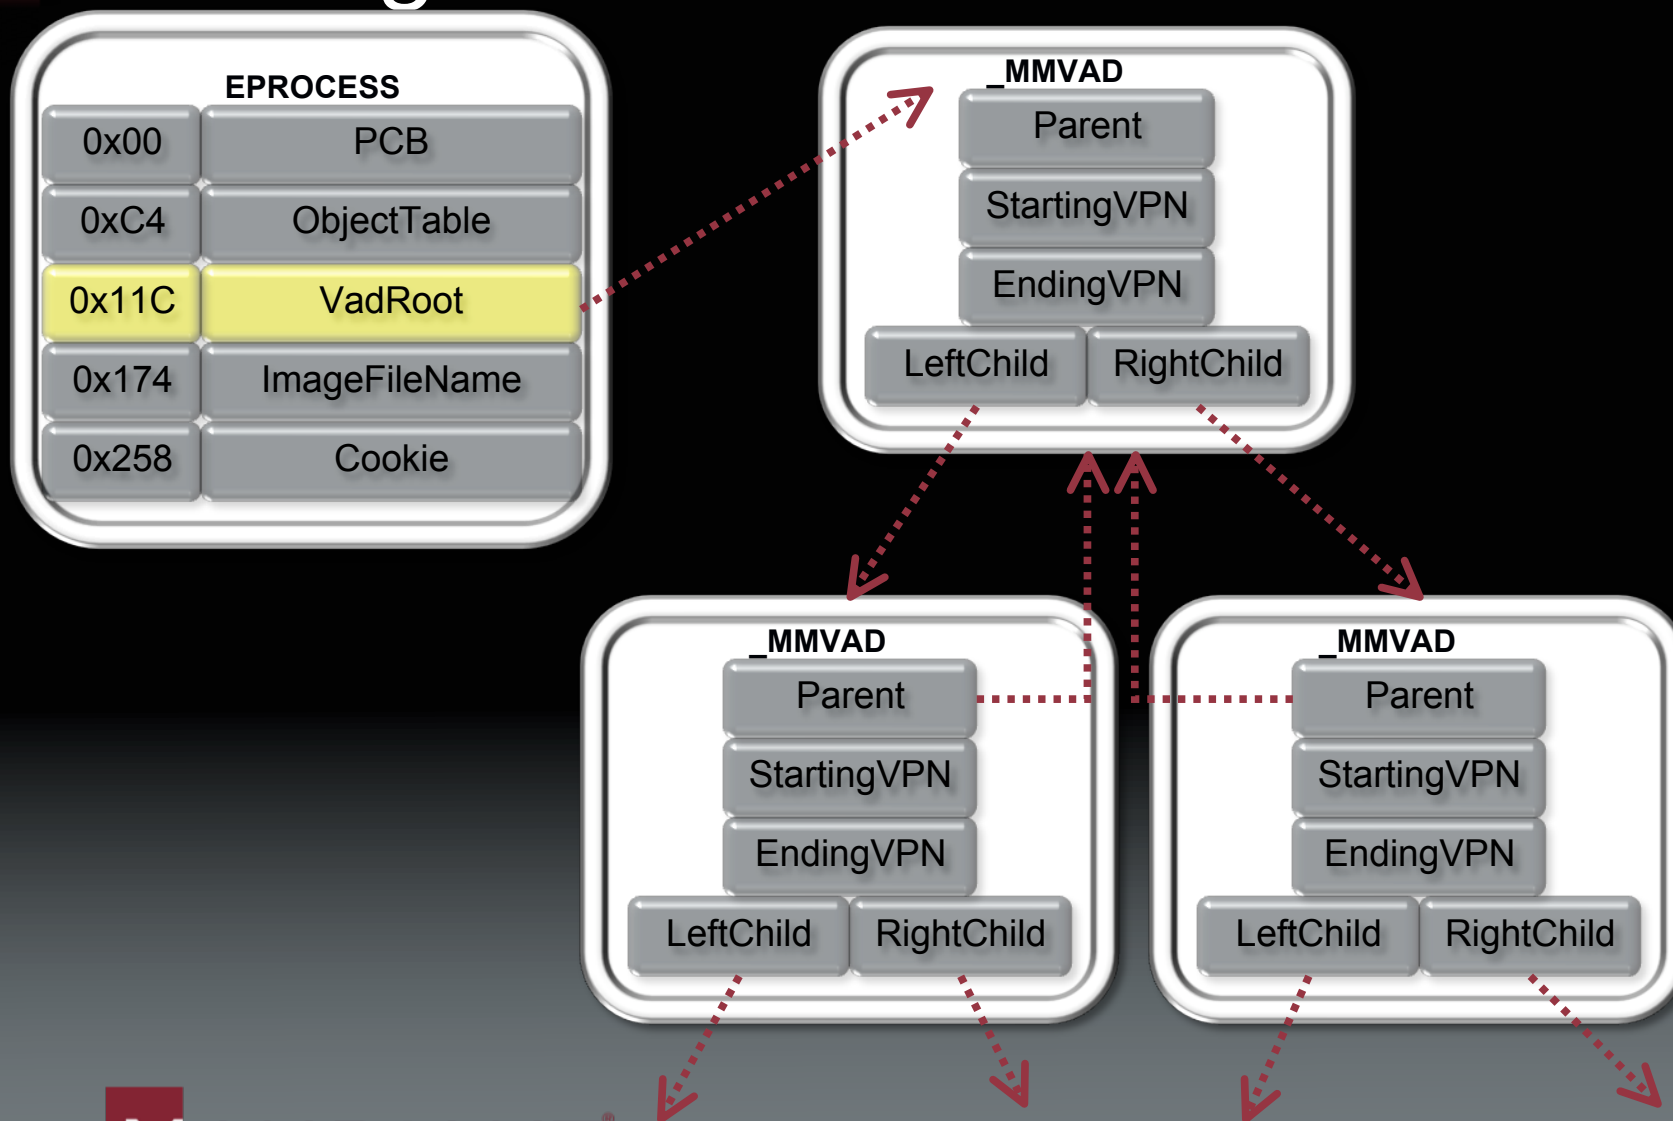 EPROCESS
0x00 PCB
0xC4 ObjectTable
0x11C VadRoot
0x174 ImageFileName
0x258 Cookie
_MMVAD
Parent
StartingVPN
EndingVPN
LeftChild RightChild
_MMVAD
Parent
StartingVPN
EndingVPN
LeftChild RightChild
_MMVAD
Parent
StartingVPN
EndingVPN
LeftChild RightChild
®